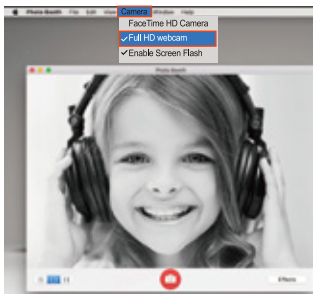 Photo Booth File Edit View Camera Window Help
FaceTime HD Camera
✓Full HD webcam
✓Enable Screen Flash
Photo Booth
Effects